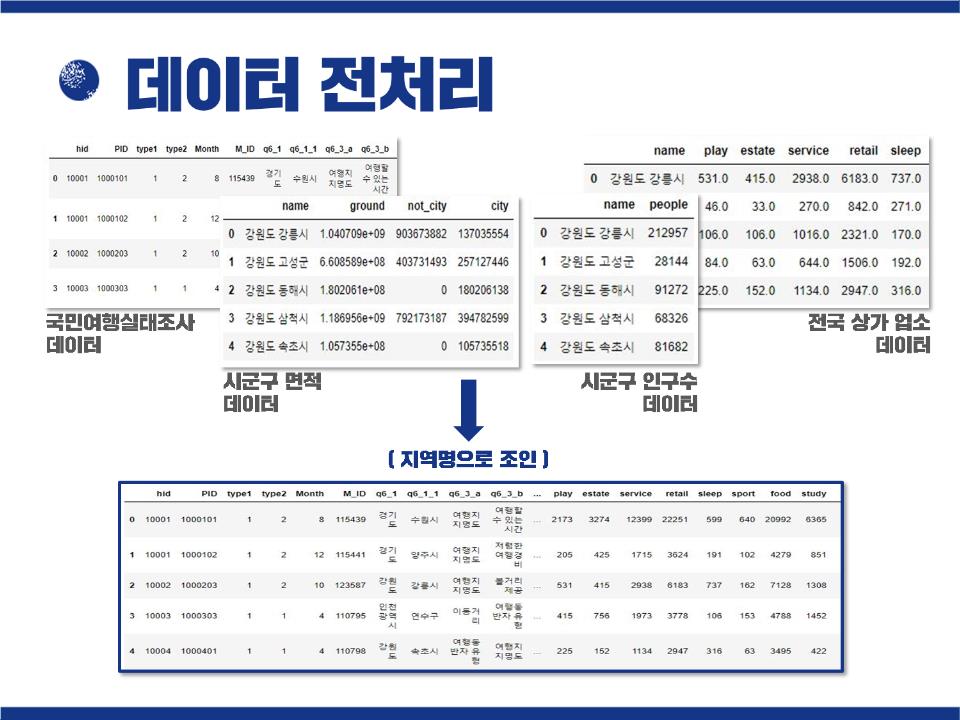 데이터 전처리
hid PID type1 type2 Month M_ID q6_1 q6_1_1 q6_3_a q6_3_b
0 10001 1000101 1 2 8 115439 경기도 수원시 여행지 지명도 여행할 수 있는 시간
1 10001 1000102 1 2 12
2 10002 1000203 1 2 10
3 10003 1000303 1 1 4
국민여행실태조사
데이터
name ground not_city city
0 강원도 강릉시 1.040709e+09 903673882 137035554
1 강원도 고성군 6.608589e+08 403731493 257127446
2 강원도 동해시 1.802061e+08 0 180206138
3 강원도 삼척시 1.186956e+09 792173187 394782599
4 강원도 속초시 1.057355e+08 0 105735518
시군구 면적
데이터
name people
0 강원도 강릉시 212957
1 강원도 고성군 28144
2 강원도 동해시 91272
3 강원도 삼척시 68326
4 강원도 속초시 81682
시군구 인구수
데이터
name play estate service retail sleep
0 강원도 강릉시 531.0 415.0 2938.0 6183.0 737.0
46.0 33.0 270.0 842.0 271.0
106.0 106.0 1016.0 2321.0 170.0
84.0 63.0 644.0 1506.0 192.0
225.0 152.0 1134.0 2947.0 316.0
전국 상가 업소
데이터
( 지역명으로 조인 )
hid PID type1 type2 Month M_ID q6_1 q6_1_1 q6_3_a q6_3_b ... play estate service retail sleep sport food study
0 10001 1000101 1 2 8 115439 경기도 수원시 여행지 지명도 여행할 수 있는 시간 ... 2173 3274 12399 22251 599 640 20992 6365
1 10001 1000102 1 2 12 115441 경기도 양주시 여행지 지명도 저렴한 여행경비 ... 205 425 1715 3624 191 102 4279 851
2 10002 1000203 1 2 10 123587 강원도 강릉시 여행지 지명도 볼거리 제공 ... 531 415 2938 6183 737 162 7128 1308
3 10003 1000303 1 1 4 110795 인천광역시 연수구 이동거리 여행동반자 유형 ... 415 756 1973 3778 106 153 4788 1452
4 10004 1000401 1 1 4 110798 강원도 속초시 여행동반자 유형 여행지 지명도 ... 225 152 1134 2947 316 63 3495 422